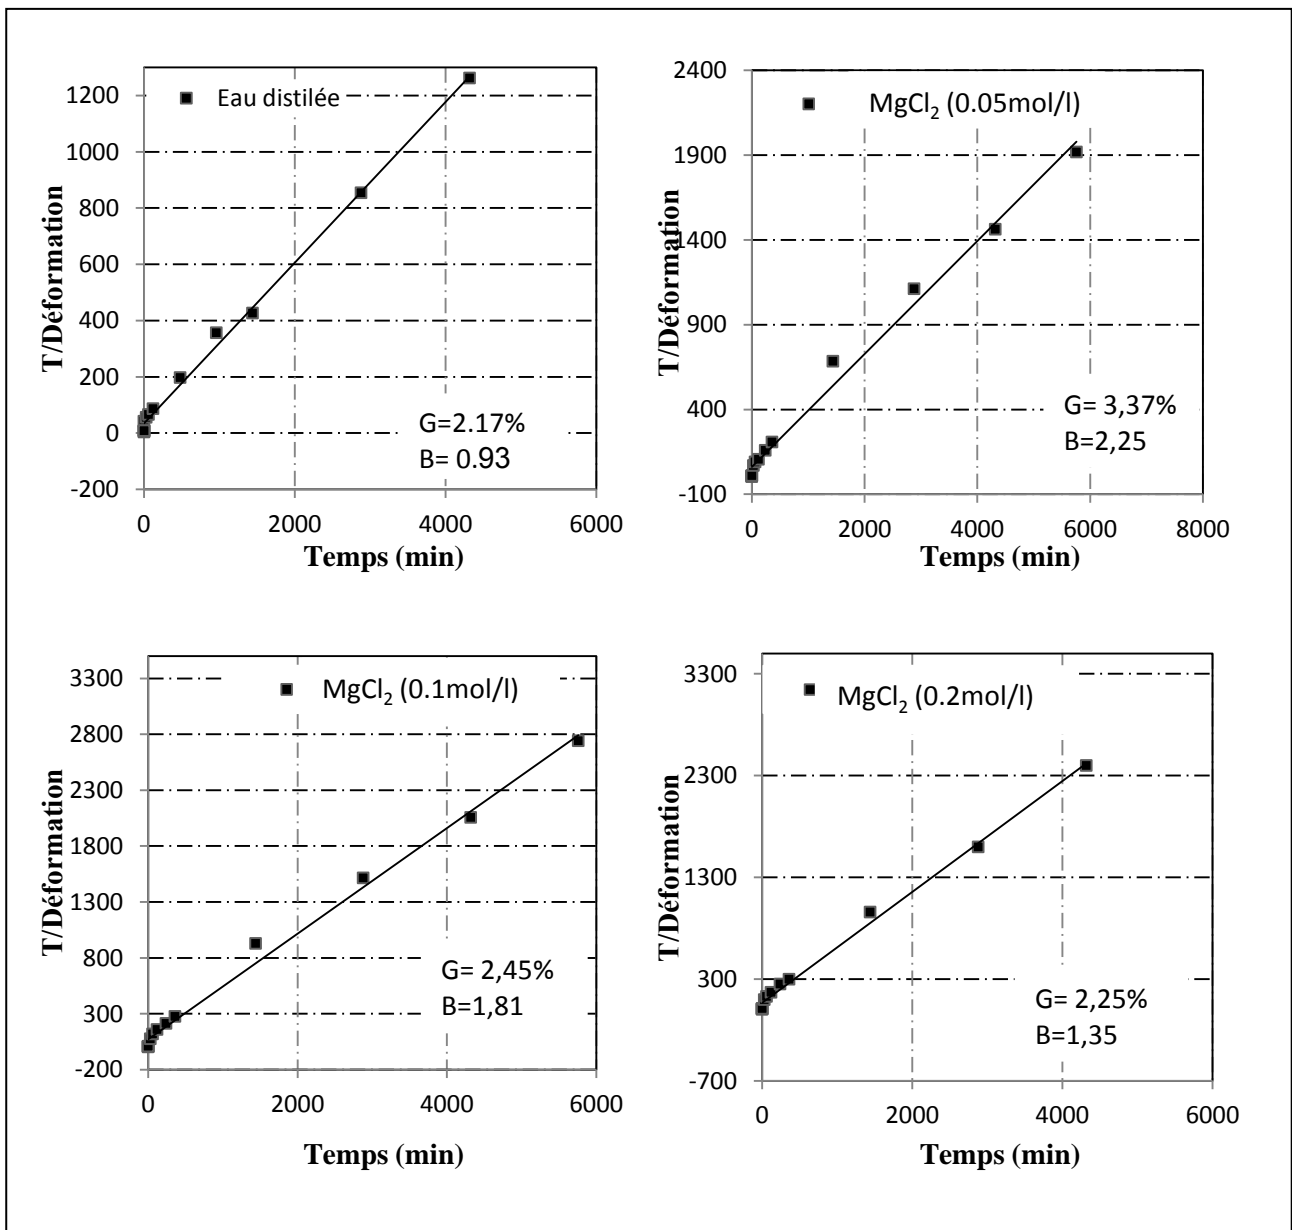 Eau distilée
1200
1000
800
600
400
200
0
-200
T/Déformation
G=2.17%
B= 0.93
0 2000 4000 6000
Temps (min)
MgCl₂ (0.05mol/l)
2400
1900
1400
900
400
-100
T/Déformation
G= 3,37%
B=2,25
0 2000 4000 6000 8000
Temps (min)
MgCl₂ (0.1mol/l)
3300
2800
2300
1800
1300
800
300
-200
T/Déformation
G= 2,45%
B=1,81
0 2000 4000 6000
Temps (min)
MgCl₂ (0.2mol/l)
3300
2300
1300
300
-700
T/Déformation
G= 2,25%
B=1,35
0 2000 4000 6000
Temps (min)